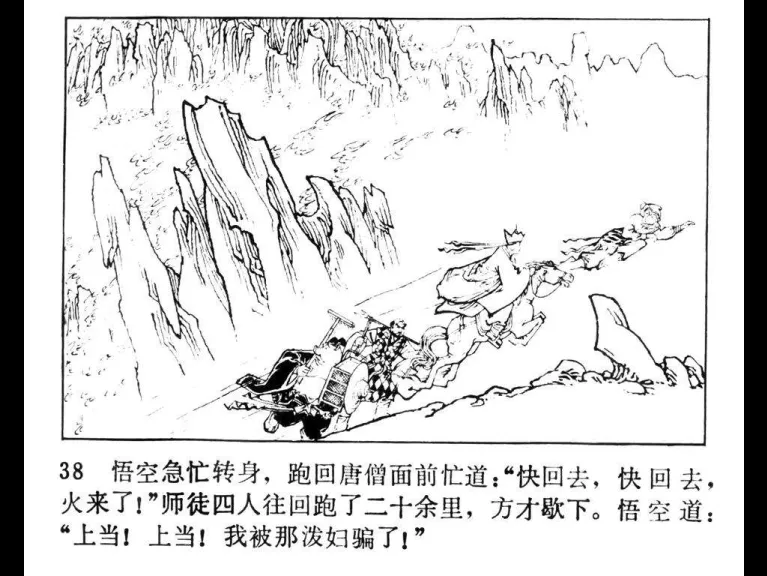 38 悟空急忙转身，跑回唐僧面前忙道：“快回去，快回去，
火来了！”师徒四人往回跑了二十余里，方才歇下。悟空道：
“上当！上当！我被那泼妇骗了！”